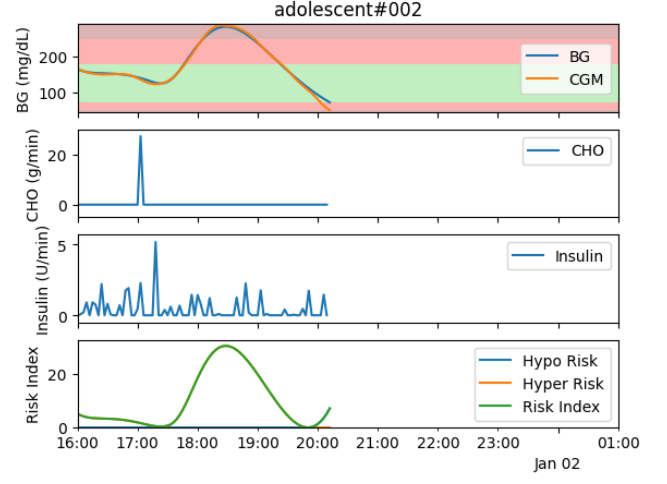 adolescent#002
BG (mg/dL)
200
100
BG
CGM
CHO (g/min)
20
0
CHO
Insulin (U/min)
5
0
Insulin
Risk Index
20
0
Hypo Risk
Hyper Risk
Risk Index
16:00 17:00 18:00 19:00 20:00 21:00 22:00 23:00 01:00
Jan 02